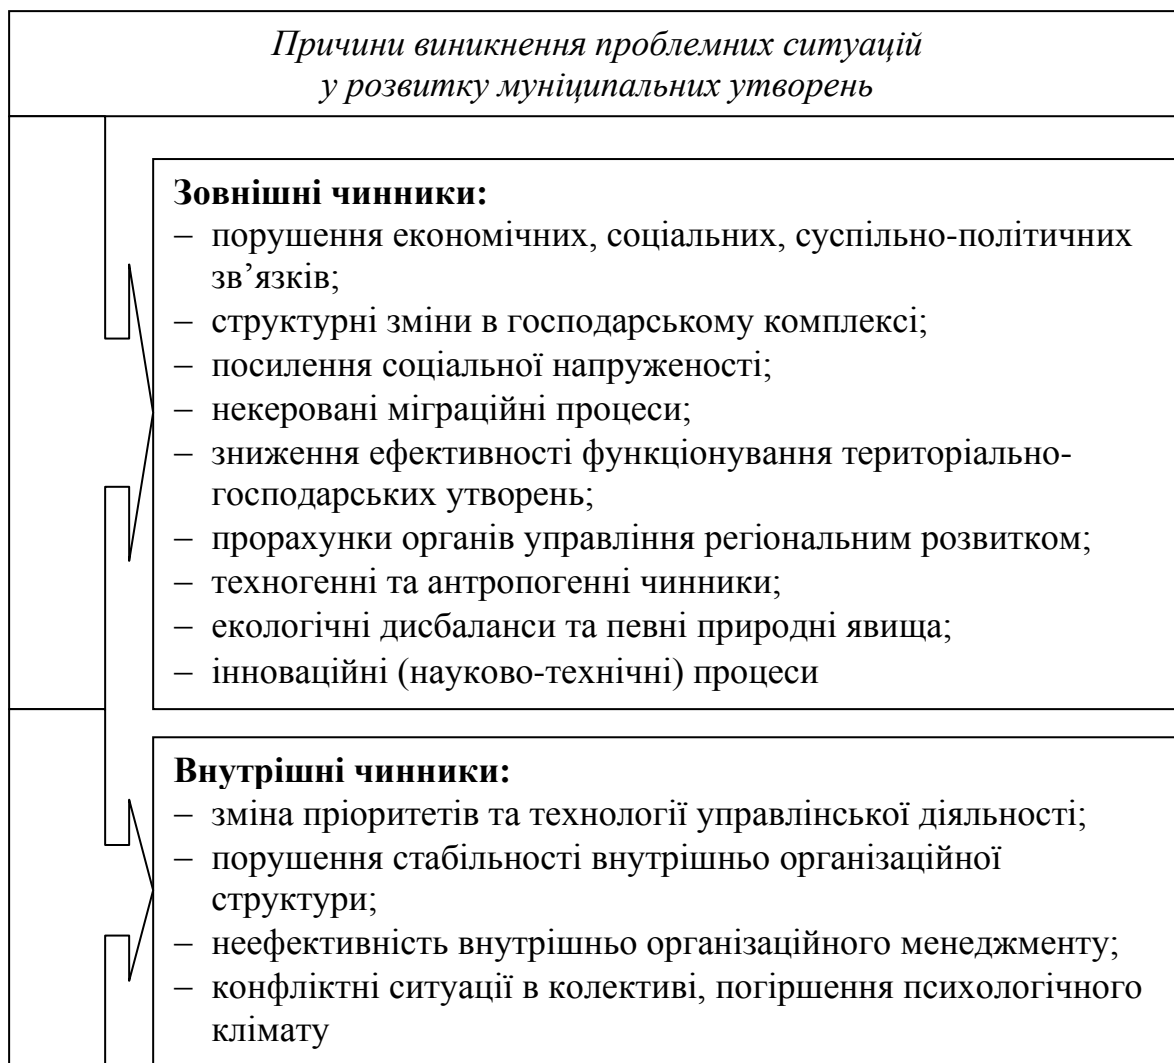 Причини виникнення проблемних ситуацій
у розвитку муніципальних утворень
Зовнішні чинники:
– порушення економічних, соціальних, суспільно-політичних
зв’язків;
– структурні зміни в господарському комплексі;
– посилення соціальної напруженості;
– некеровані міграційні процеси;
– зниження ефективності функціонування територіально-
господарських утворень;
– прорахунки органів управління регіональним розвитком;
– техногенні та антропогенні чинники;
– екологічні дисбаланси та певні природні явища;
– інноваційні (науково-технічні) процеси
Внутрішні чинники:
– зміна пріоритетів та технології управлінської діяльності;
– порушення стабільності внутрішньо організаційної
структури;
– неефективність внутрішньо організаційного менеджменту;
– конфліктні ситуації в колективі, погіршення психологічного
клімату